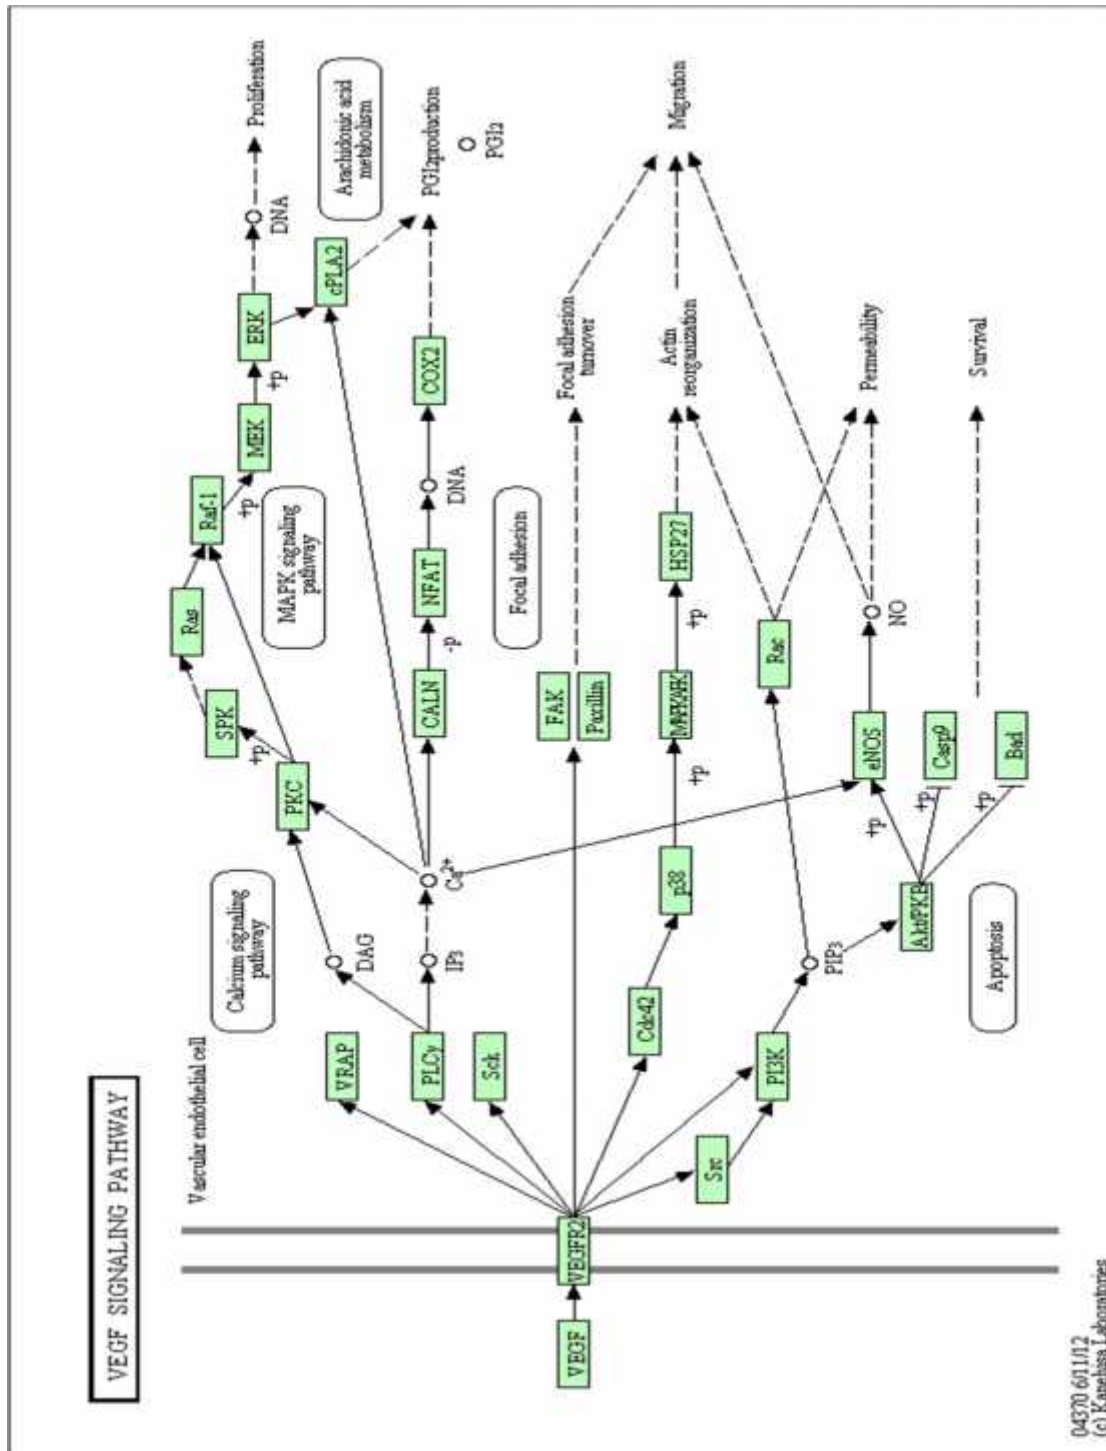 VEGF SIGNALING PATHWAY
Vascular endothelial cell
VEGF
VEGFR2
VRAP
PLCγ
Sck
Src
Cdc42
PI3K
Calcium signaling
pathway
DAG
IP3
Ca2+
PKC
+p
SPK
Ras
Raf-1
+p
MEK
+p
ERK
DNA
Proliferation
MAPK signaling
pathway
cPLA2
Arachidonic acid
metabolism
CALN
-p
NFAT
DNA
COX2
PGI2production
PGI2
Focal adhesion
FAK
Paxillin
Focal adhesion
turnover
p38
+p
MAPKAPK
+p
HSP27
Actin
reorganization
Migration
Rac
PIP3
Akt/PKB
+p
+p
+p
eNOS
NO
Permeability
Casp9
Bad
Survival
Apoptosis
04370 6/11/12
(c) Kanehisa Laboratories